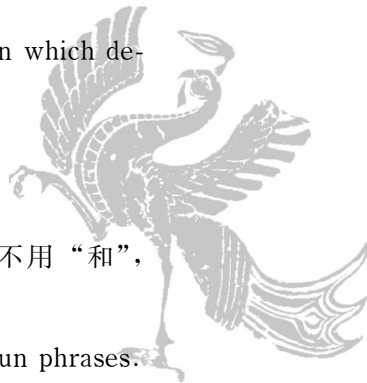 n which de-
不用“和”,
un phrases.